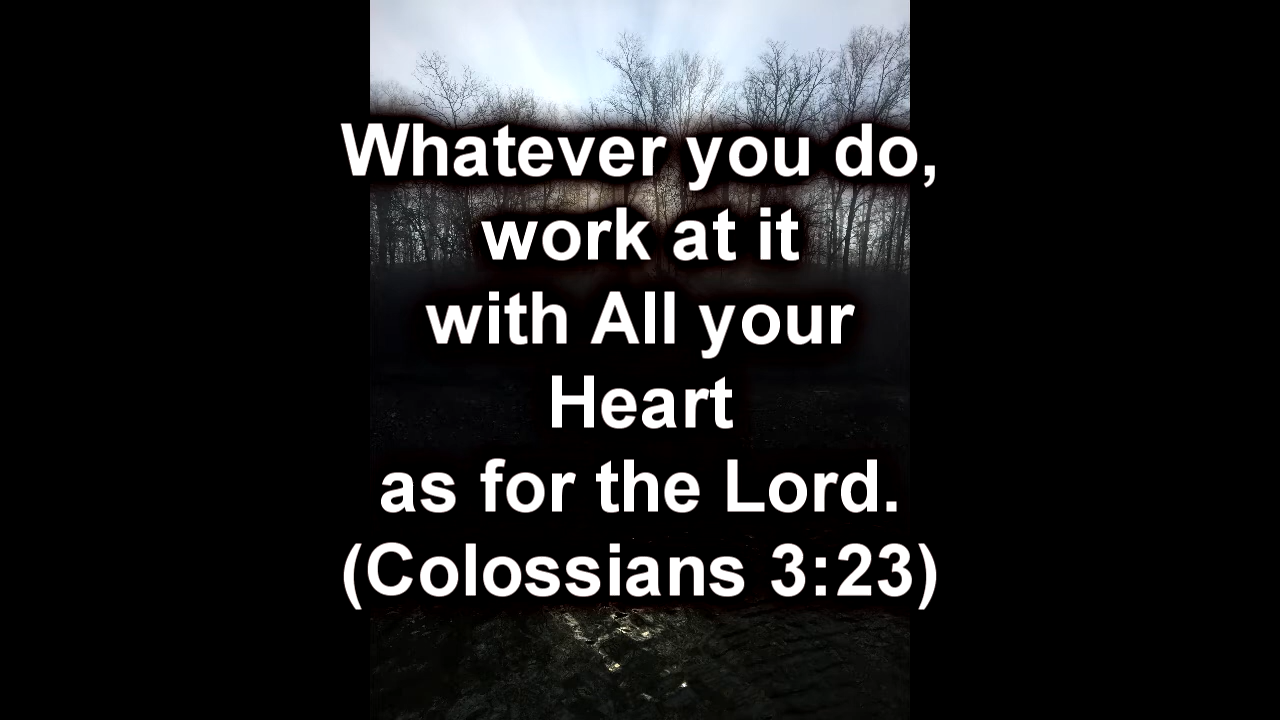 Whatever you do,
work at it
with All your
Heart
as for the Lord.
(Colossians 3:23)